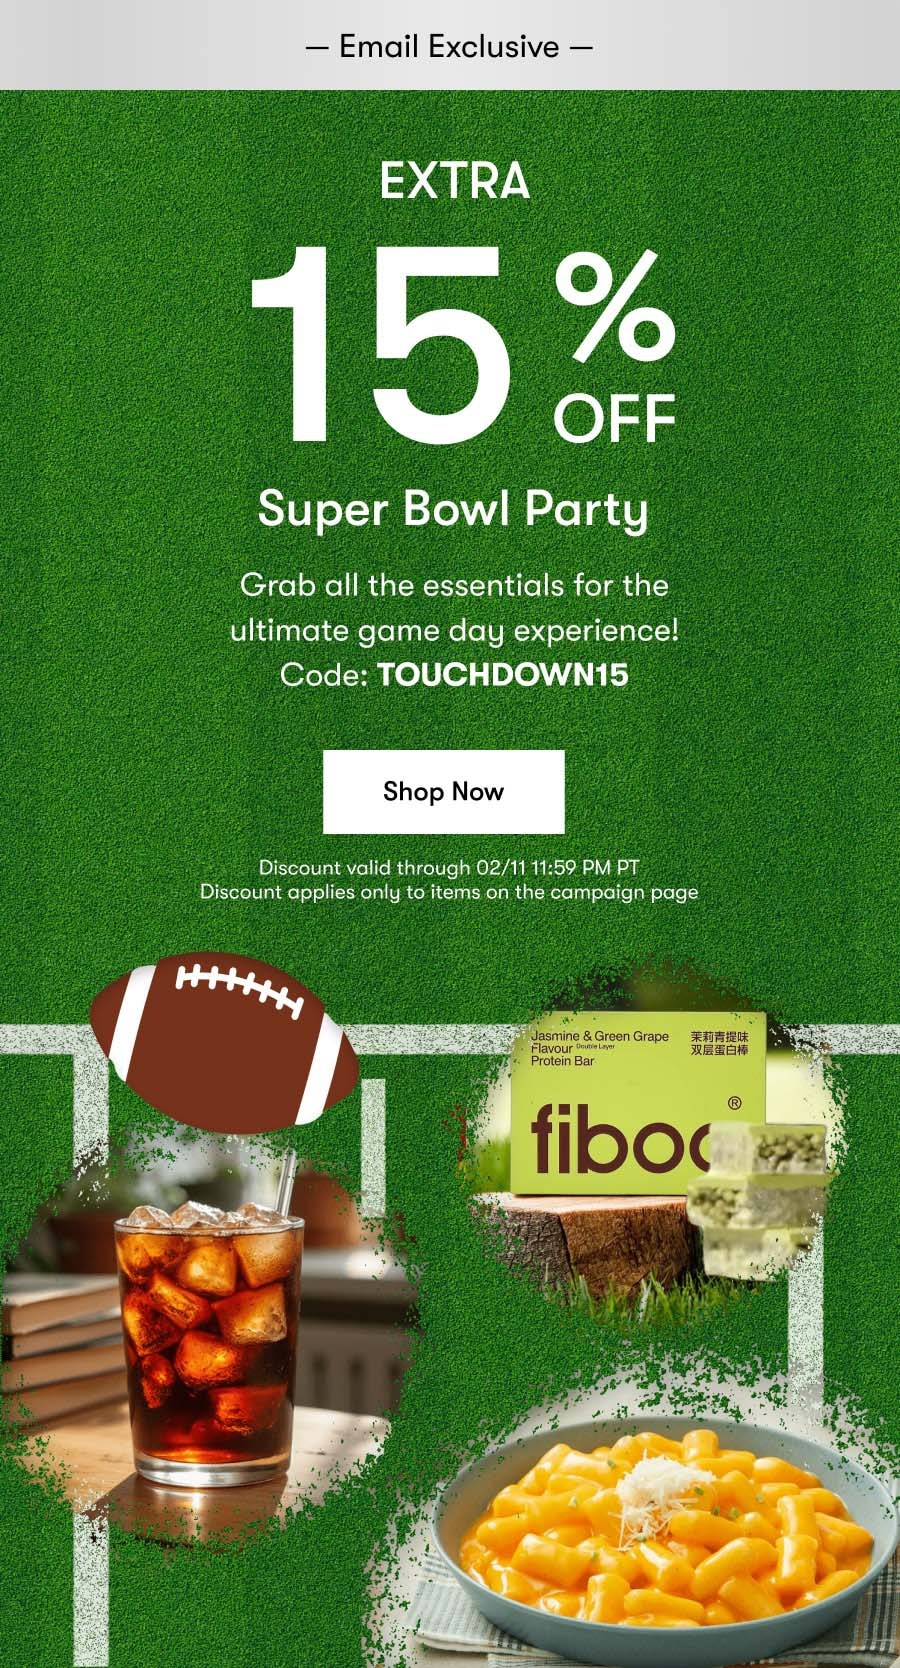 — Email Exclusive —
EXTRA
15%
OFF
Super Bowl Party
Grab all the essentials for the
ultimate game day experience!
Code: TOUCHDOWN15
Shop Now
Discount valid through 02/11 11:59 PM PT
Discount applies only to items on the campaign page
Jasmine & Green Grape
Flavour Double Layer
Protein Bar
茉莉青提味
双层蛋白棒
fiboo®